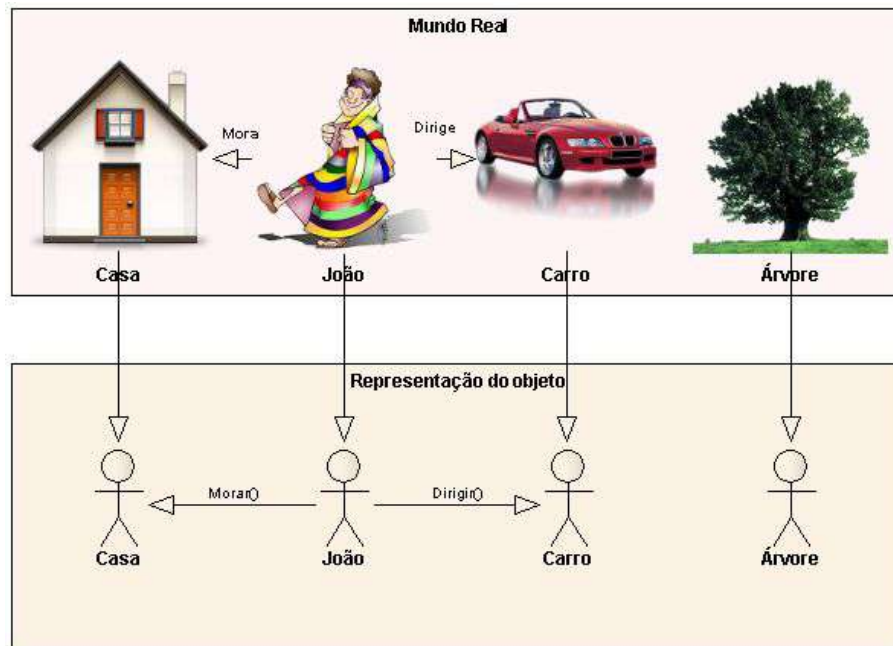 Mundo Real
Mora
Dirige
Casa
João
Carro
Árvore
Representação do objeto
Morar()
Dirigir()
Casa
João
Carro
Árvore